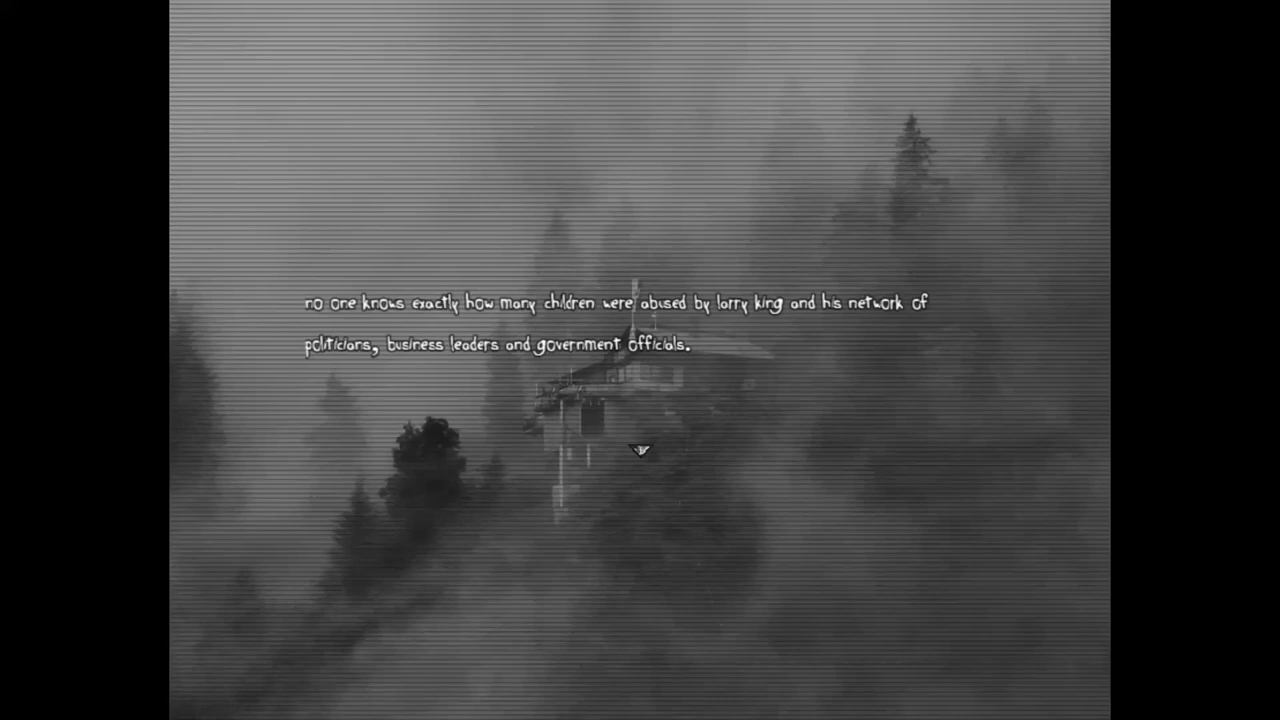 no one knows exactly how many children were abused by larry king and his network of
politicians, business leaders and government officials.